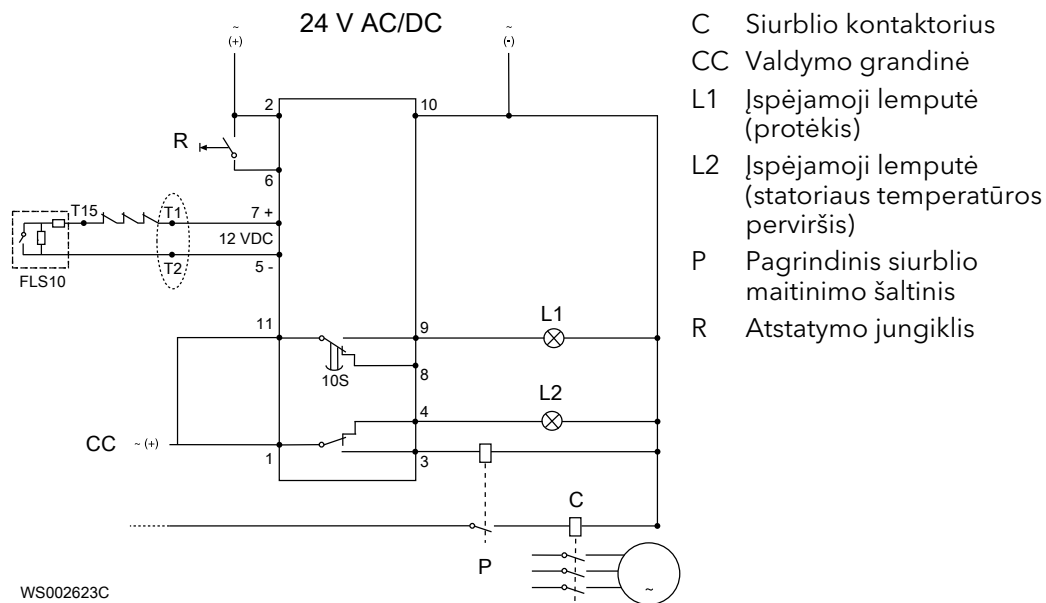 24 V AC/DC
~
(+)
~
(-)
2
10
R
6
T15
T1
7 +
12 VDC
T2
5 -
FLS10
11
9
L1
10S
8
4
L2
CC ~ (+)
1
3
C
P
~
WS002623C
C Siurblio kontaktorius
CC Valdymo grandinė
L1 Įspėjamoji lemputė
(protėkis)
L2 Įspėjamoji lemputė
(statoriaus temperatūros
perviršis)
P Pagrindinis siurblio
maitinimo šaltinis
R Atstatymo jungiklis